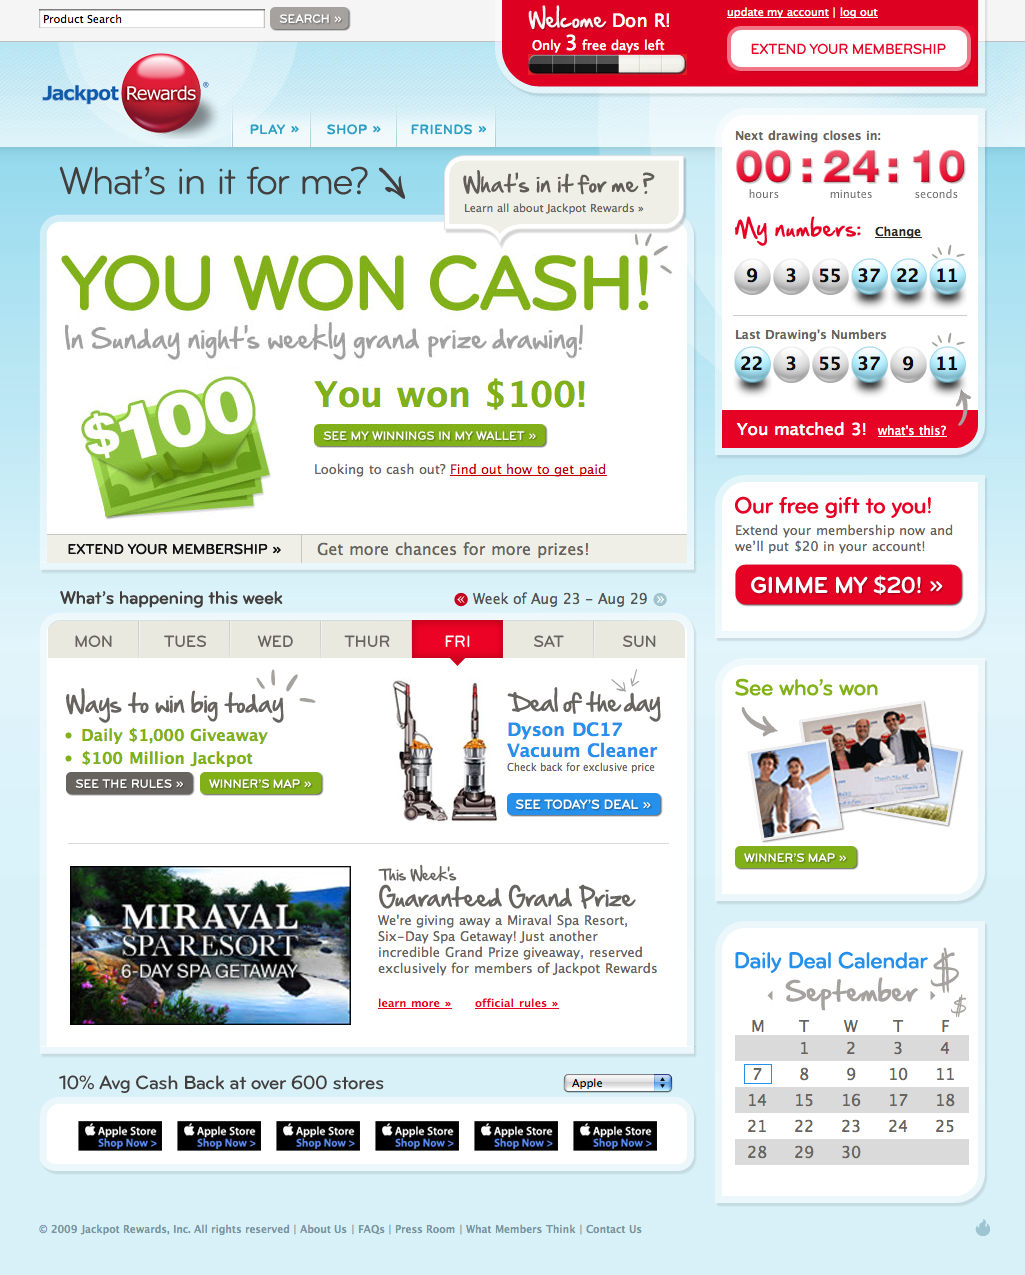 Product Search
SEARCH »
Welcome Don R!
Only 3 free days left
update my account | log out
EXTEND YOUR MEMBERSHIP
Jackpot Rewards®
PLAY »
SHOP »
FRIENDS »
What's in it for me?
What's in it for me?
Learn all about Jackpot Rewards »
YOU WON CASH!
In Sunday night's weekly grand prize drawing!
$100
You won $100!
SEE MY WINNINGS IN MY WALLET »
Looking to cash out? Find out how to get paid
EXTEND YOUR MEMBERSHIP »
Get more chances for more prizes!
Next drawing closes in:
00 : 24 : 10
hours minutes seconds
My numbers: Change
9 3 55 37 22 11
Last Drawing's Numbers
22 3 55 37 9 11
You matched 3! what's this?
Our free gift to you!
Extend your membership now and
we'll put $20 in your account!
GIMME MY $20! »
What's happening this week
« Week of Aug 23 – Aug 29 »
MON TUES WED THUR FRI SAT SUN
Ways to win big today
• Daily $1,000 Giveaway
• $100 Million Jackpot
SEE THE RULES »
WINNER'S MAP »
Deal of the day
Dyson DC17
Vacuum Cleaner
Check back for exclusive price
SEE TODAY'S DEAL »
MIRAVAL
SPA RESORT
6-DAY SPA GETAWAY
This Week's
Guaranteed Grand Prize
We're giving away a Miraval Spa Resort,
Six-Day Spa Getaway! Just another
incredible Grand Prize giveaway, reserved
exclusively for members of Jackpot Rewards
learn more »
official rules »
See who's won
WINNER'S MAP »
Daily Deal Calendar
September
$
$
M T W T F
1 2 3 4
7 8 9 10 11
14 15 16 17 18
21 22 23 24 25
28 29 30
10% Avg Cash Back at over 600 stores
Apple
Apple Store
Shop Now >
Apple Store
Shop Now >
Apple Store
Shop Now >
Apple Store
Shop Now >
Apple Store
Shop Now >
Apple Store
Shop Now >
© 2009 Jackpot Rewards, Inc. All rights reserved | About Us | FAQs | Press Room | What Members Think | Contact Us